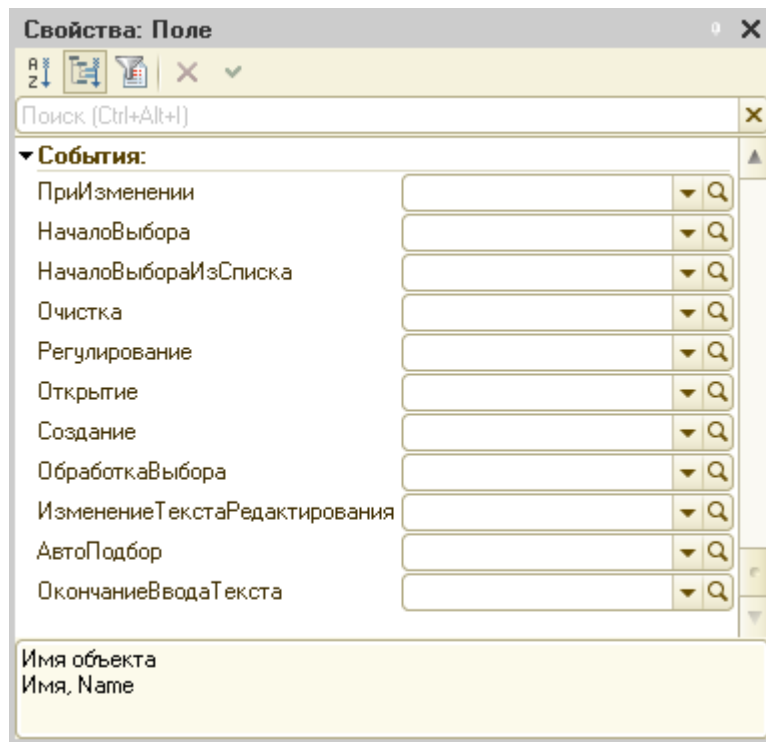 Свойства: Поле
Поиск (Ctrl+Alt+I)
События:
ПриИзменении
НачалоВыбора
НачалоВыбораИзСписка
Очистка
Регулирование
Открытие
Создание
ОбработкаВыбора
ИзменениеТекстаРедактирования
АвтоПодбор
ОкончаниеВводаТекста
Имя объекта
Имя, Name